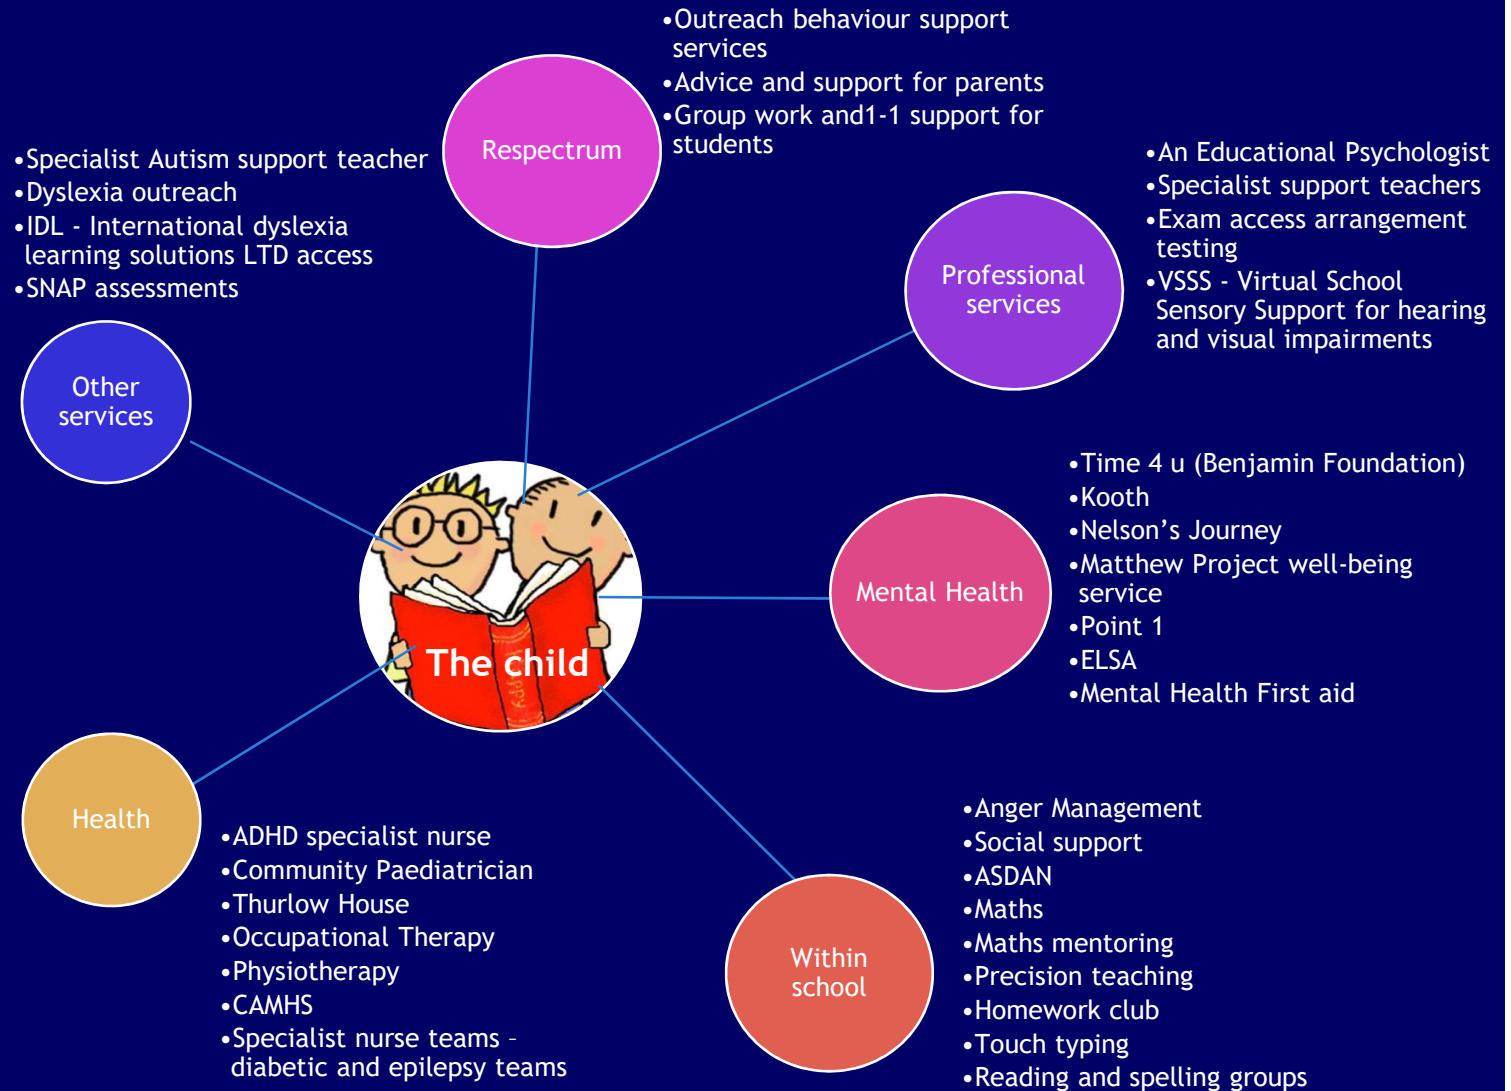 Respectrum
•Outreach behaviour support
services
•Advice and support for parents
•Group work and1-1 support for
students
Professional
services
•An Educational Psychologist
•Specialist support teachers
•Exam access arrangement
testing
•VSSS - Virtual School
Sensory Support for hearing
and visual impairments
Other
services
•Specialist Autism support teacher
•Dyslexia outreach
•IDL - International dyslexia
learning solutions LTD access
•SNAP assessments
The child
Mental Health
•Time 4 u (Benjamin Foundation)
•Kooth
•Nelson’s Journey
•Matthew Project well-being
service
•Point 1
•ELSA
•Mental Health First aid
Health
•ADHD specialist nurse
•Community Paediatrician
•Thurlow House
•Occupational Therapy
•Physiotherapy
•CAMHS
•Specialist nurse teams –
diabetic and epilepsy teams
Within
school
•Anger Management
•Social support
•ASDAN
•Maths
•Maths mentoring
•Precision teaching
•Homework club
•Touch typing
•Reading and spelling groups